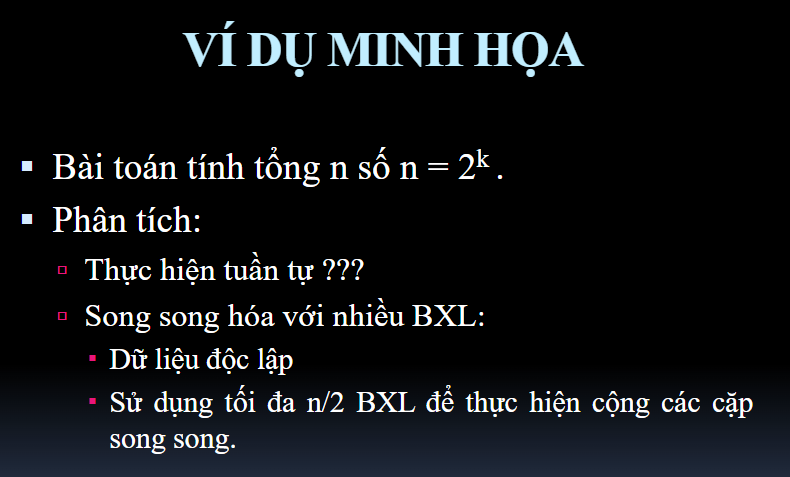 VÍ DỤ MINH HỌA
Bài toán tính tổng n số n = 2ᵏ .
Phân tích:
Thực hiện tuần tự ???
Song song hóa với nhiều BXL:
Dữ liệu độc lập
Sử dụng tối đa n/2 BXL để thực hiện cộng các cặp
song song.